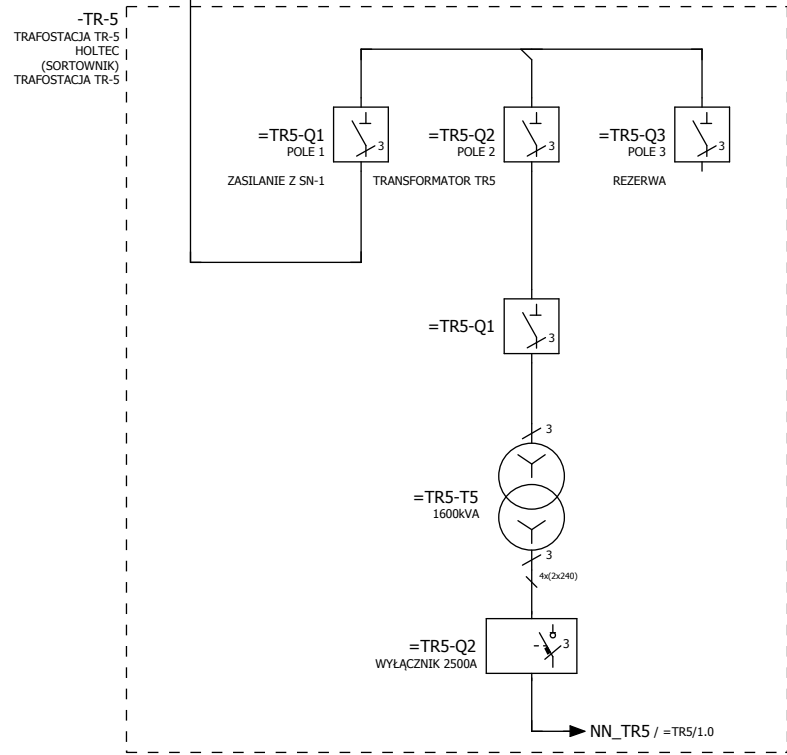 -TR-5
TRAFOSTACJA TR-5
HOLTEC
(SORTOWNIK)
TRAFOSTACJA TR-5
=TR5-Q1
POLE 1
3
ZASILANIE Z SN-1
=TR5-Q2
POLE 2
3
TRANSFORMATOR TR5
=TR5-Q3
POLE 3
3
REZERWA
=TR5-Q1
3
3
=TR5-T5
1600kVA
3
4x(2x240)
=TR5-Q2
WYŁĄCZNIK 2500A
3
NN_TR5 / =TR5/1.0